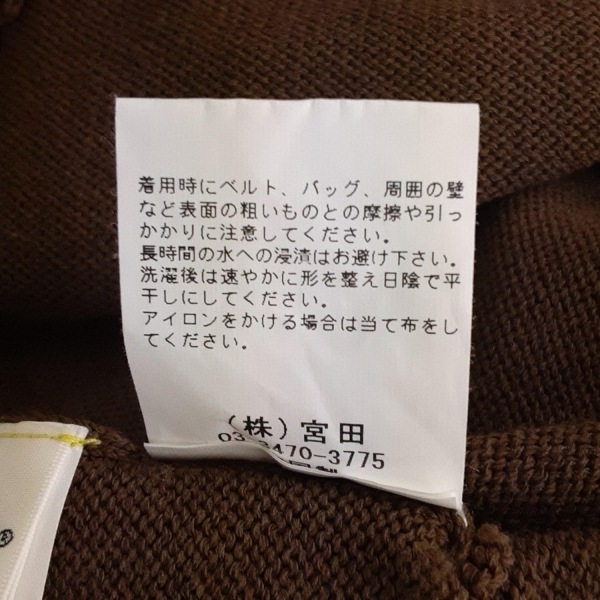 着用時にベルト、バッグ、周囲の壁
など表面の粗いものとの摩擦や引っ
かかりに注意してください。
長時間の水への浸漬はお避け下さい。
洗濯後は速やかに形を整え日陰で平
干しにしてください。
アイロンをかける場合は当て布をし
てください。
(株)宮田
03-3470-3775